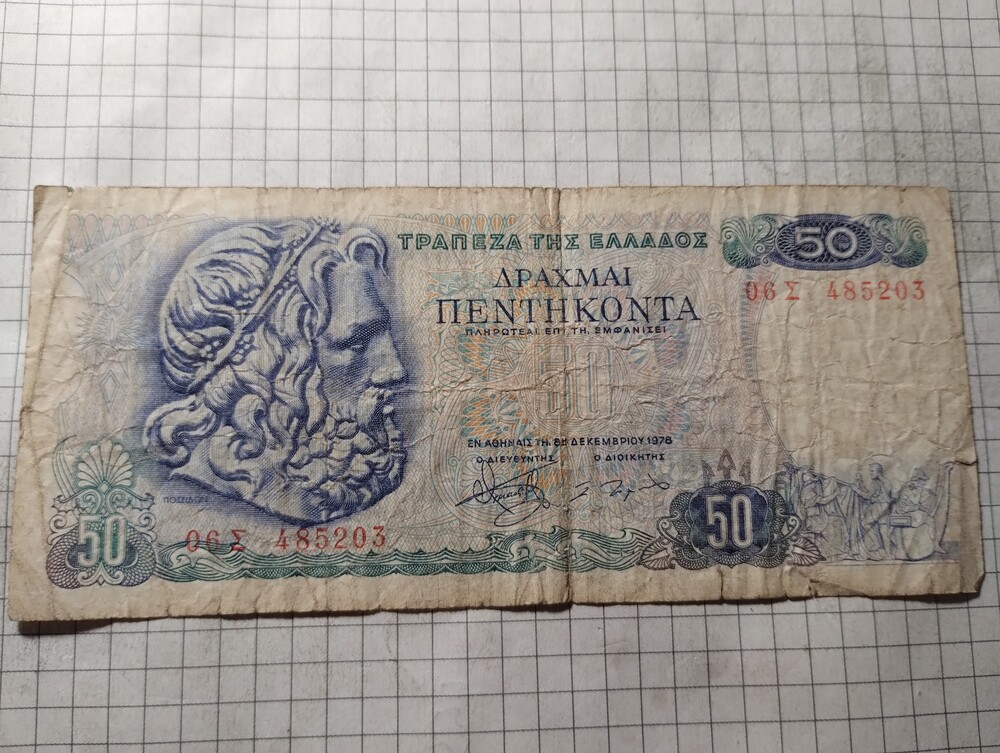 ΤΡΑΠΕΖΑ ΤΗΣ ΕΛΛΑΔΟΣ
50
ΔΡΑΧΜΑΙ
ΠΕΝΤΗΚΟΝΤΑ
ΠΛΗΡΩΤΕΑΙ ΕΠΙ ΤΗ. ΕΜΦΑΝΙΣΕΙ
06 Σ 485203
50
ΕΝ ΑΘΗΝΑΙΣ ΤΗ. 8Η ΔΕΚΕΜΒΡΙΟΥ 1978
Ο ΔΙΕΥΘΥΝΤΗΣ Ο ΔΙΟΙΚΗΤΗΣ
ΠΟΣΕΙΔΩΝ
50
06 Σ 485203
50